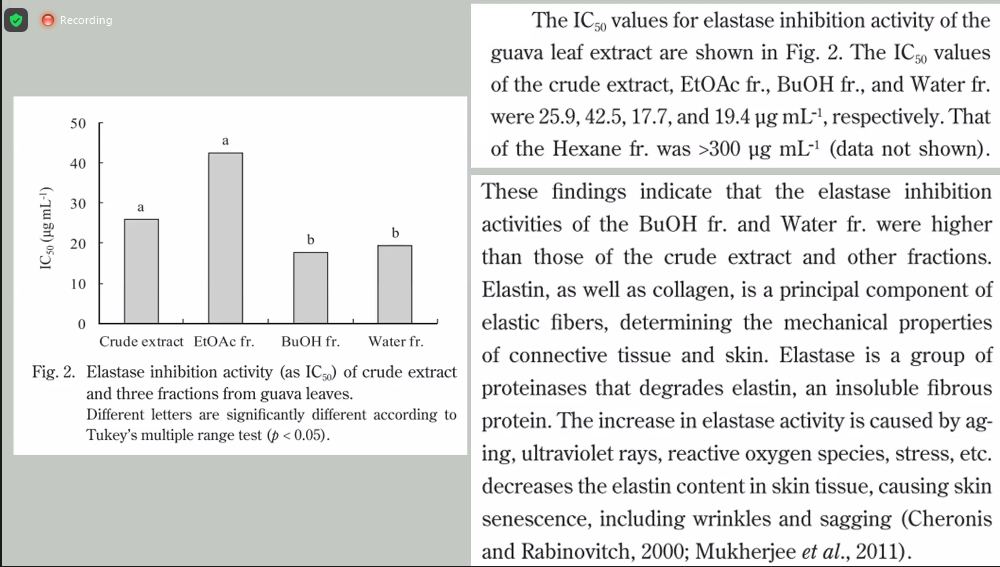 Recording
50
40
30
20
10
0
IC50 (μg mL-1)
a
a
b
b
Crude extract EtOAc fr. BuOH fr. Water fr.
Fig. 2. Elastase inhibition activity (as IC50) of crude extract
and three fractions from guava leaves.
Different letters are significantly different according to
Tukey's multiple range test (p < 0.05).
The IC50 values for elastase inhibition activity of the
guava leaf extract are shown in Fig. 2. The IC50 values
of the crude extract, EtOAc fr., BuOH fr., and Water fr.
were 25.9, 42.5, 17.7, and 19.4 μg mL-1, respectively. That
of the Hexane fr. was >300 μg mL-1 (data not shown).
These findings indicate that the elastase inhibition
activities of the BuOH fr. and Water fr. were higher
than those of the crude extract and other fractions.
Elastin, as well as collagen, is a principal component of
elastic fibers, determining the mechanical properties
of connective tissue and skin. Elastase is a group of
proteinases that degrades elastin, an insoluble fibrous
protein. The increase in elastase activity is caused by ag-
ing, ultraviolet rays, reactive oxygen species, stress, etc.
decreases the elastin content in skin tissue, causing skin
senescence, including wrinkles and sagging (Cheronis
and Rabinovitch, 2000; Mukherjee et al., 2011).